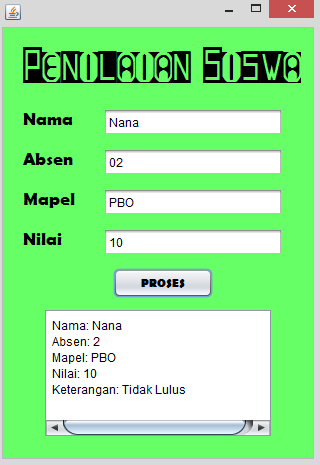 Penilaian Siswa
Nama Nana
Absen 02
Mapel PBO
Nilai 10
PROSES
Nama: Nana
Absen: 2
Mapel: PBO
Nilai: 10
Keterangan: Tidak Lulus